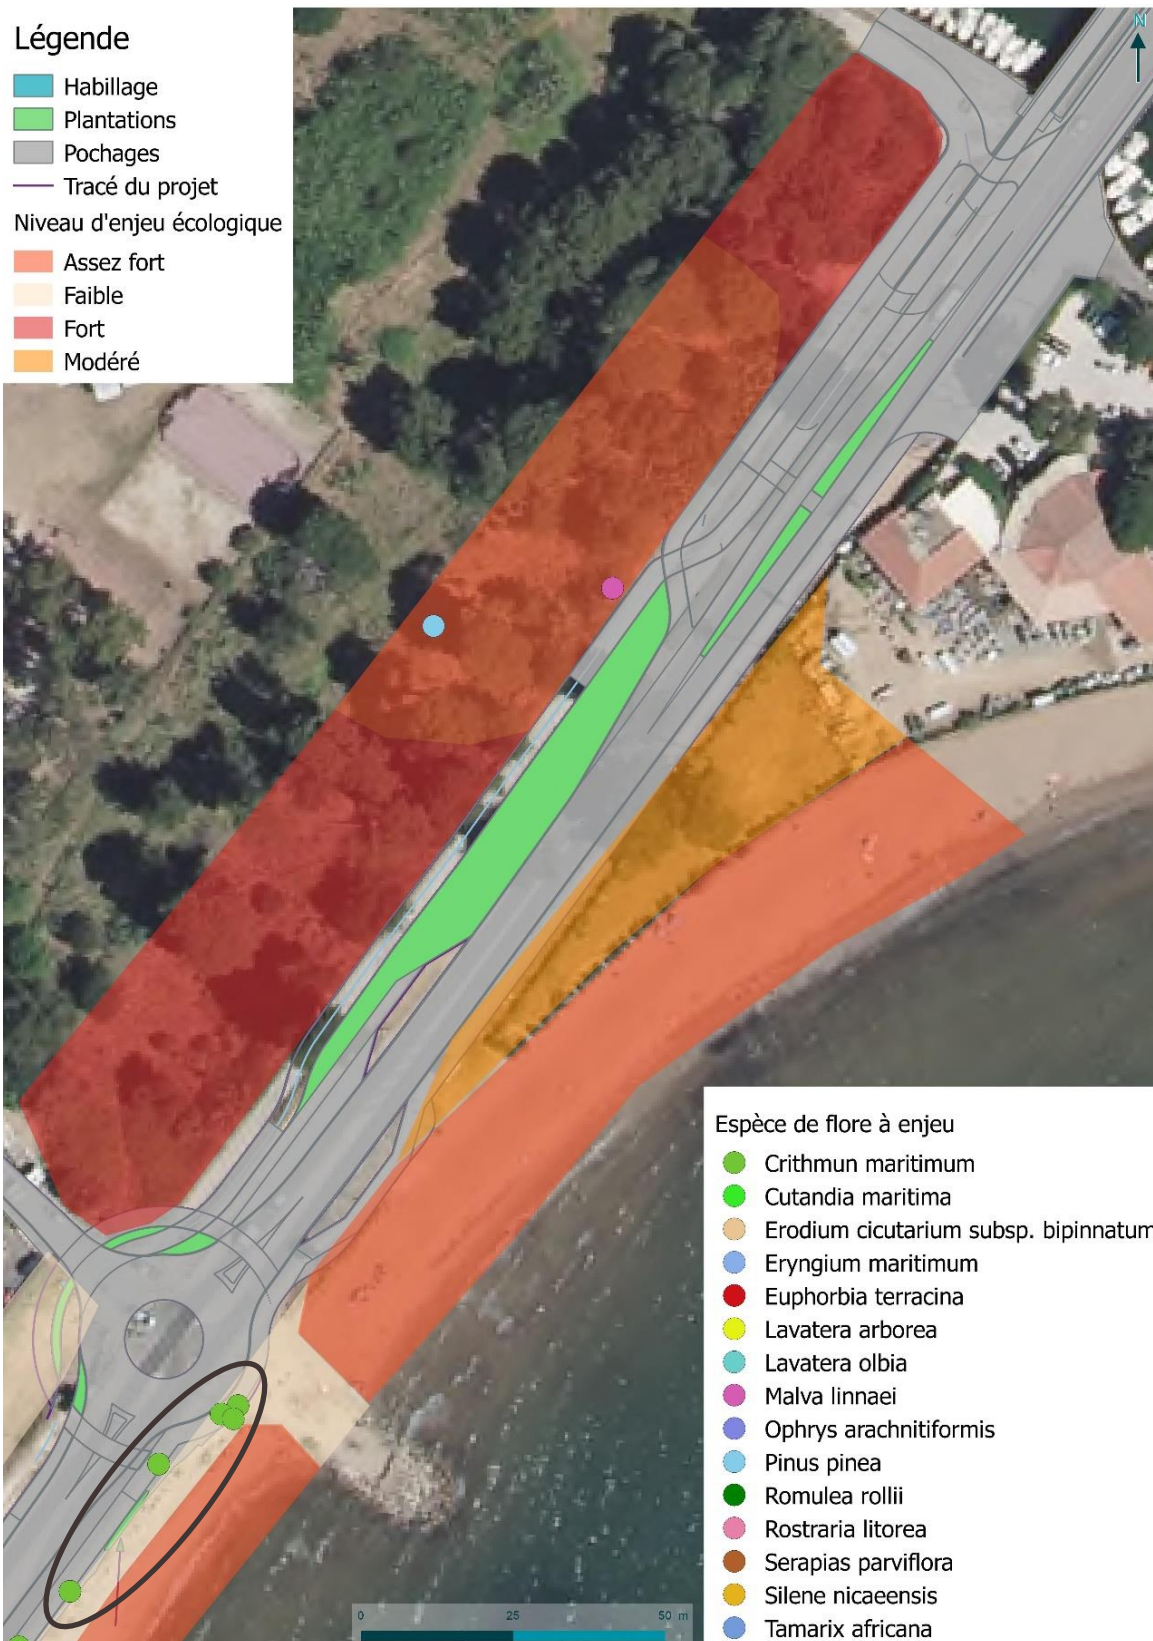 Légende
Habillage
Plantations
Pochages
Tracé du projet
Niveau d'enjeu écologique
Assez fort
Faible
Fort
Modéré
N
Espèce de flore à enjeu
Crithmun maritimum
Cutandia maritima
Erodium cicutarium subsp. bipinnatum
Eryngium maritimum
Euphorbia terracina
Lavatera arborea
Lavatera olbia
Malva linnaei
Ophrys arachnitiformis
Pinus pinea
Romulea rollii
Rostraria litorea
Serapias parviflora
Silene nicaeensis
Tamarix africana
0 25 50 m